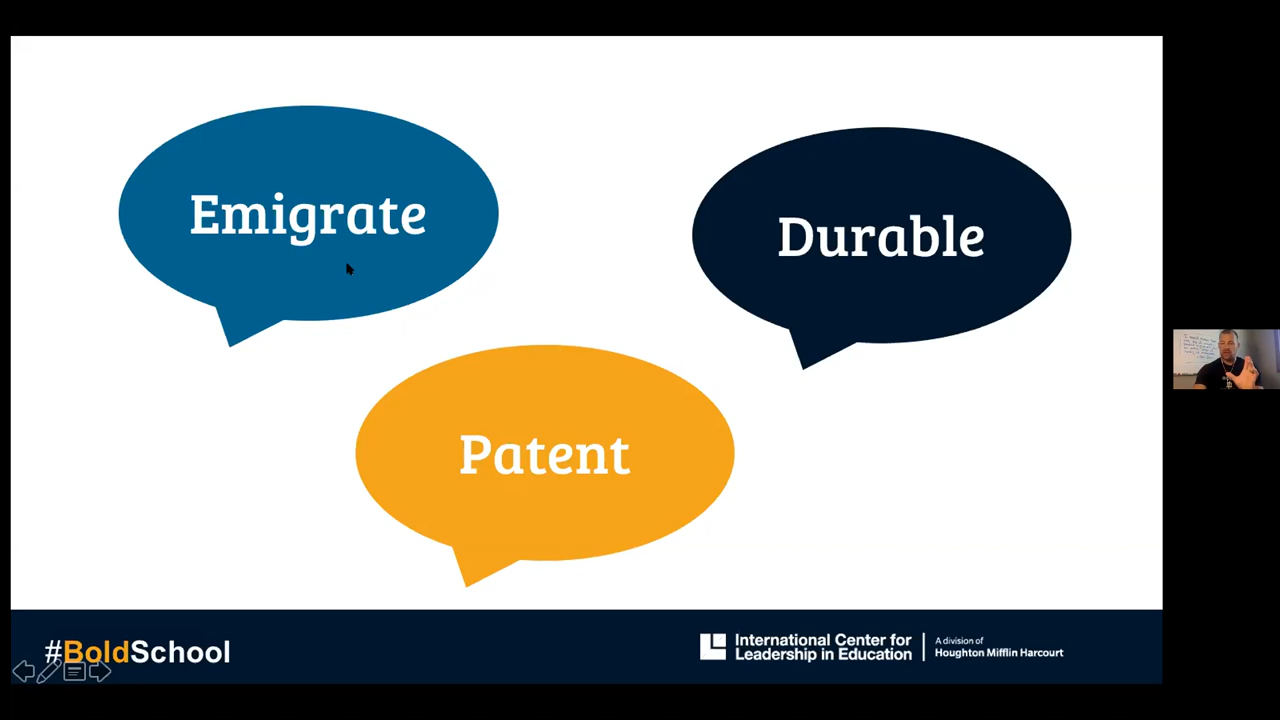 Emigrate
Durable
Patent
#BoldSchool
International Center for
Leadership in Education
A division of
Houghton Mifflin Harcourt